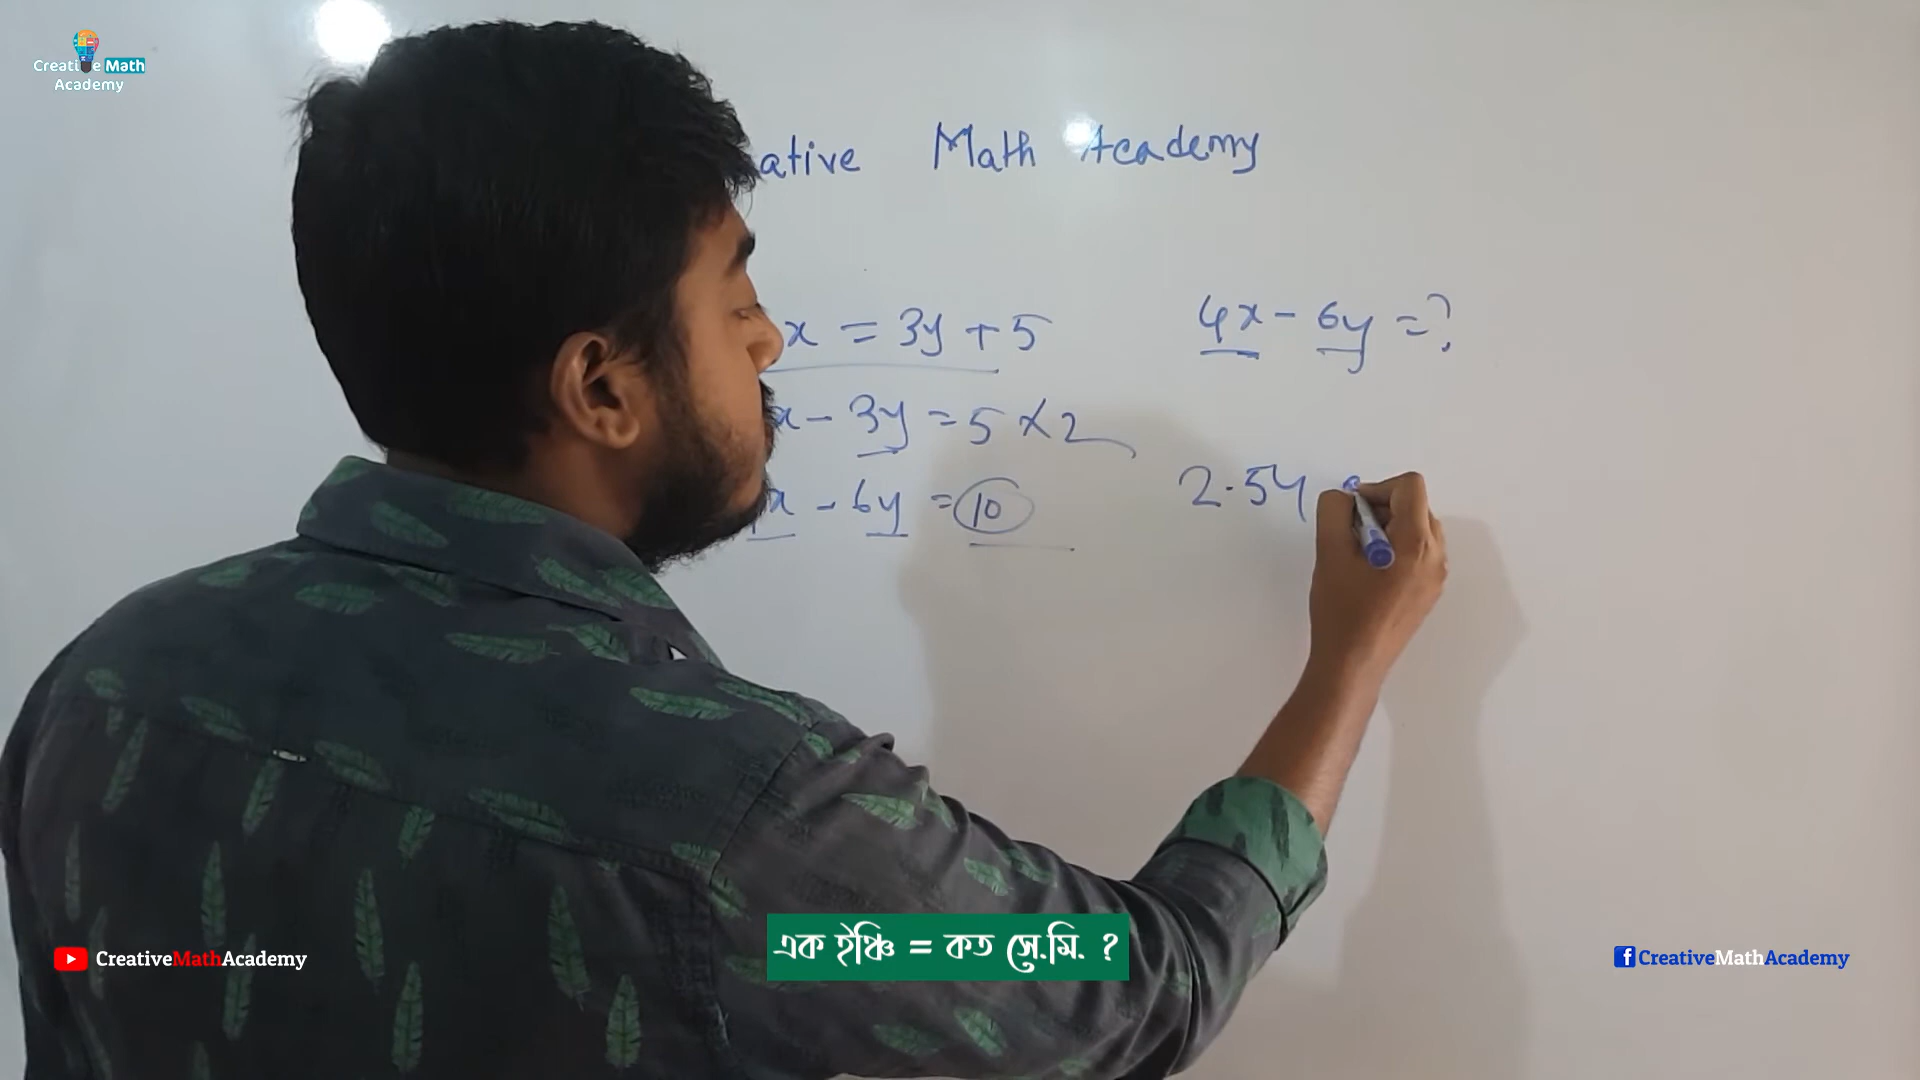 Creative Math
Academy
ative Math Academy
x = 3y + 5
x - 3y = 5 × 2
x - 6y = 10
4x - 6y = ?
2.54
এক ইঞ্চি = কত সে.মি. ?
CreativeMathAcademy
CreativeMathAcademy